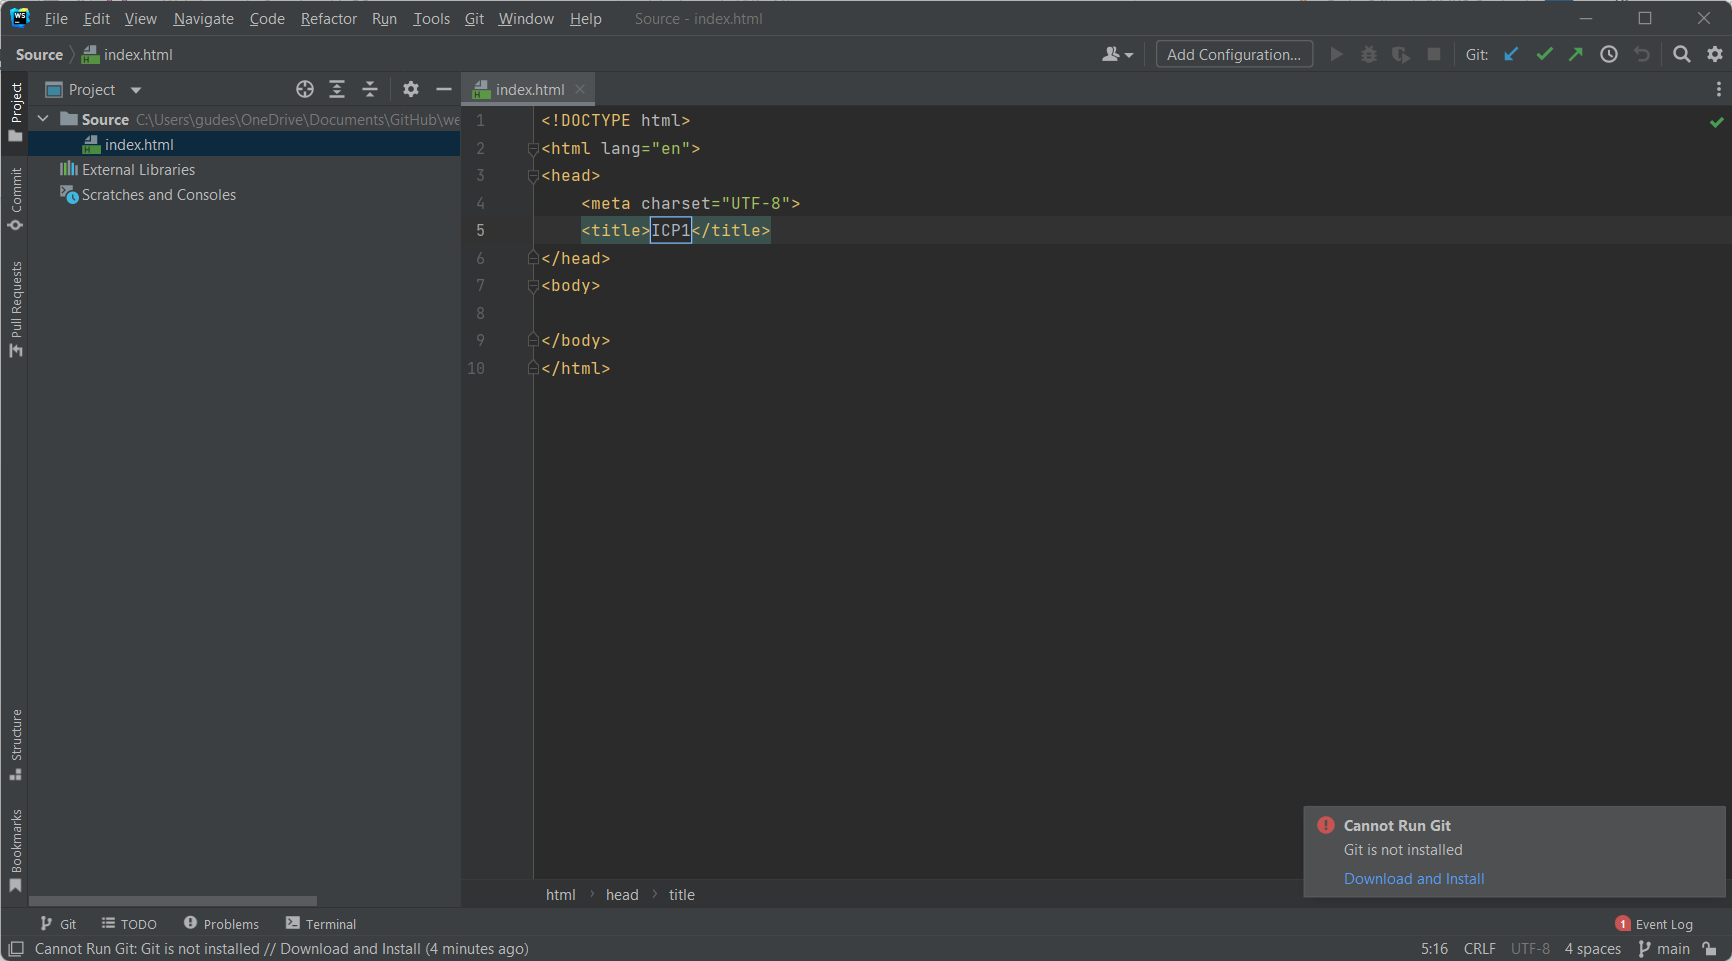 WS File Edit View Navigate Code Refactor Run Tools Git Window Help Source - index.html
Source index.html Add Configuration... Git:
Project
Commit
Pull Requests
Structure
Bookmarks
Project
Source C:\Users\gudes\OneDrive\Documents\GitHub\we
index.html
External Libraries
Scratches and Consoles
index.html
1 <!DOCTYPE html>
2 <html lang="en">
3 <head>
4 <meta charset="UTF-8">
5 <title>ICP1</title>
6 </head>
7 <body>
8
9 </body>
10 </html>
html head title
Cannot Run Git
Git is not installed
Download and Install
Git TODO Problems Terminal 1 Event Log
Cannot Run Git: Git is not installed // Download and Install (4 minutes ago) 5:16 CRLF UTF-8 4 spaces main